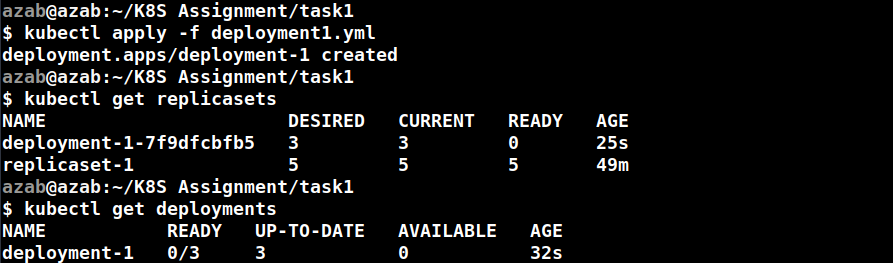 azab@azab:~/K8S Assignment/task1
$ kubectl apply -f deployment1.yml
deployment.apps/deployment-1 created
azab@azab:~/K8S Assignment/task1
$ kubectl get replicasets
NAME                      DESIRED   CURRENT   READY   AGE
deployment-1-7f9dfcbfb5   3         3         0       25s
replicaset-1              5         5         5       49m
azab@azab:~/K8S Assignment/task1
$ kubectl get deployments
NAME           READY   UP-TO-DATE   AVAILABLE   AGE
deployment-1   0/3     3            0           32s